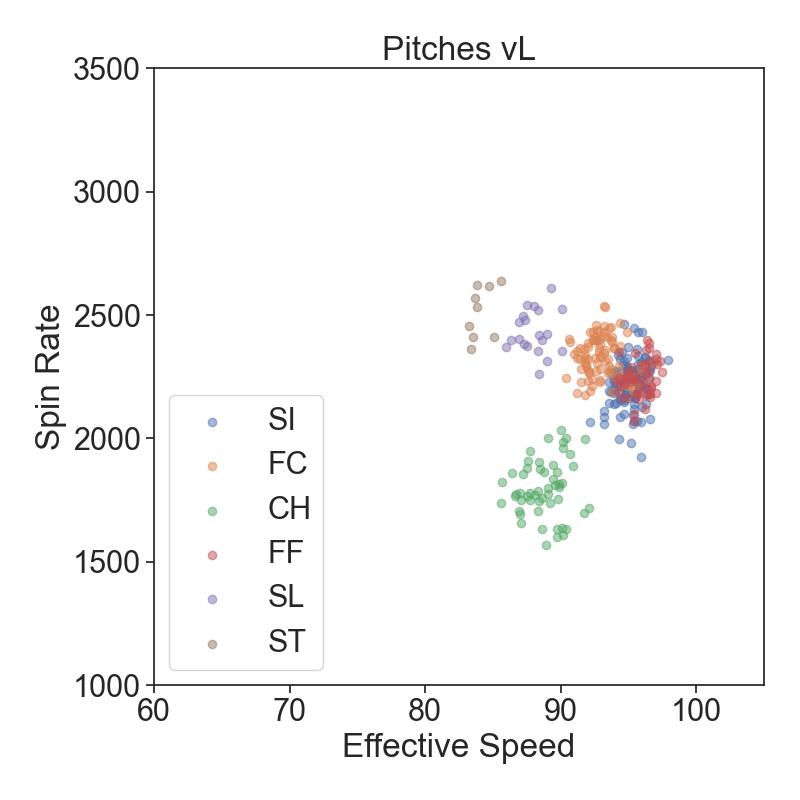 Pitches vL
3500
3000
2500
2000
1500
1000
Spin Rate
SI
FC
CH
FF
SL
ST
60
70
80
90
100
Effective Speed